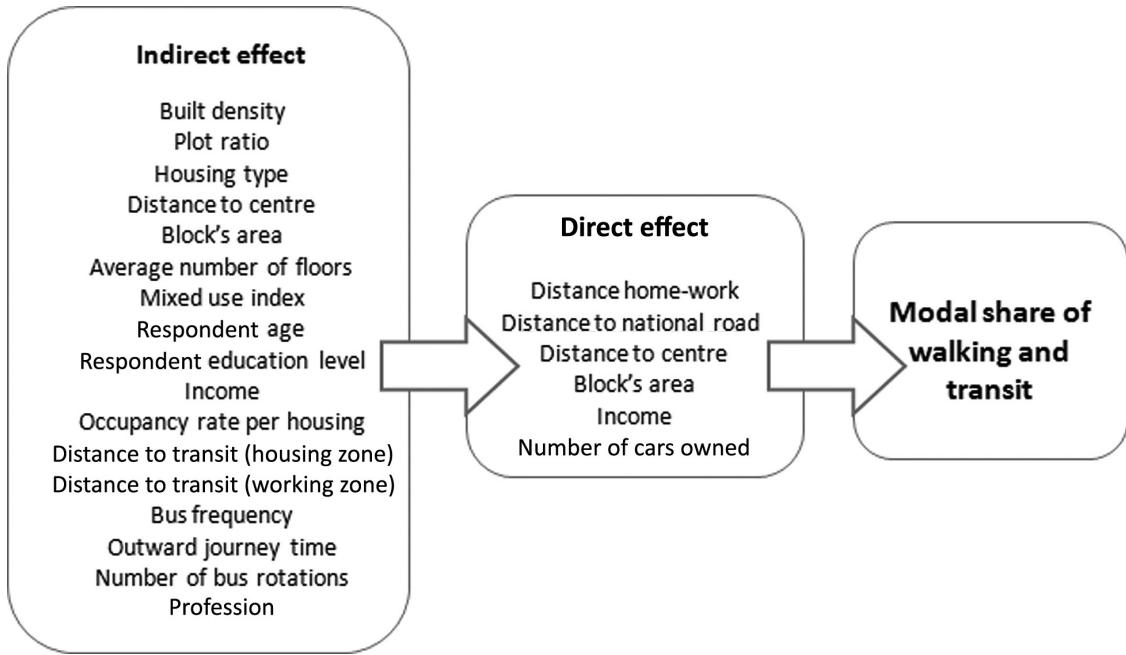 Indirect effect
Built density
Plot ratio
Housing type
Distance to centre
Block's area
Average number of floors
Mixed use index
Respondent age
Respondent education level
Income
Occupancy rate per housing
Distance to transit (housing zone)
Distance to transit (working zone)
Bus frequency
Outward journey time
Number of bus rotations
Profession
Direct effect
Distance home-work
Distance to national road
Distance to centre
Block's area
Income
Number of cars owned
Modal share of
walking and
transit